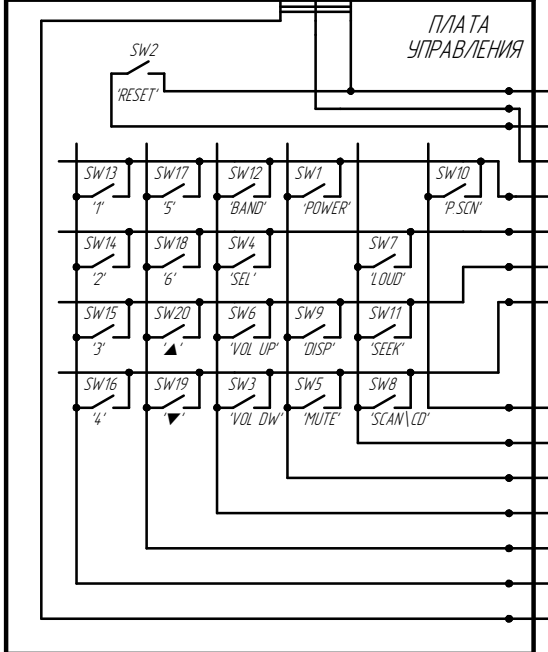 ПЛАТА
УПРАВЛЕНИЯ
SW2
'RESET'
SW13 SW17 SW12 SW1 SW10
'1' '5' 'BAND' 'POWER' 'P.SCN'
SW14 SW18 SW4 SW7
'2' '6' 'SEL' 'LOUD'
SW15 SW20 SW6 SW9 SW11
'3' '▲' 'VOL UP' 'DISP' 'SEEK'
SW16 SW19 SW3 SW5 SW8
'4' '▼' 'VOL DW' 'MUTE' 'SCAN\CD'